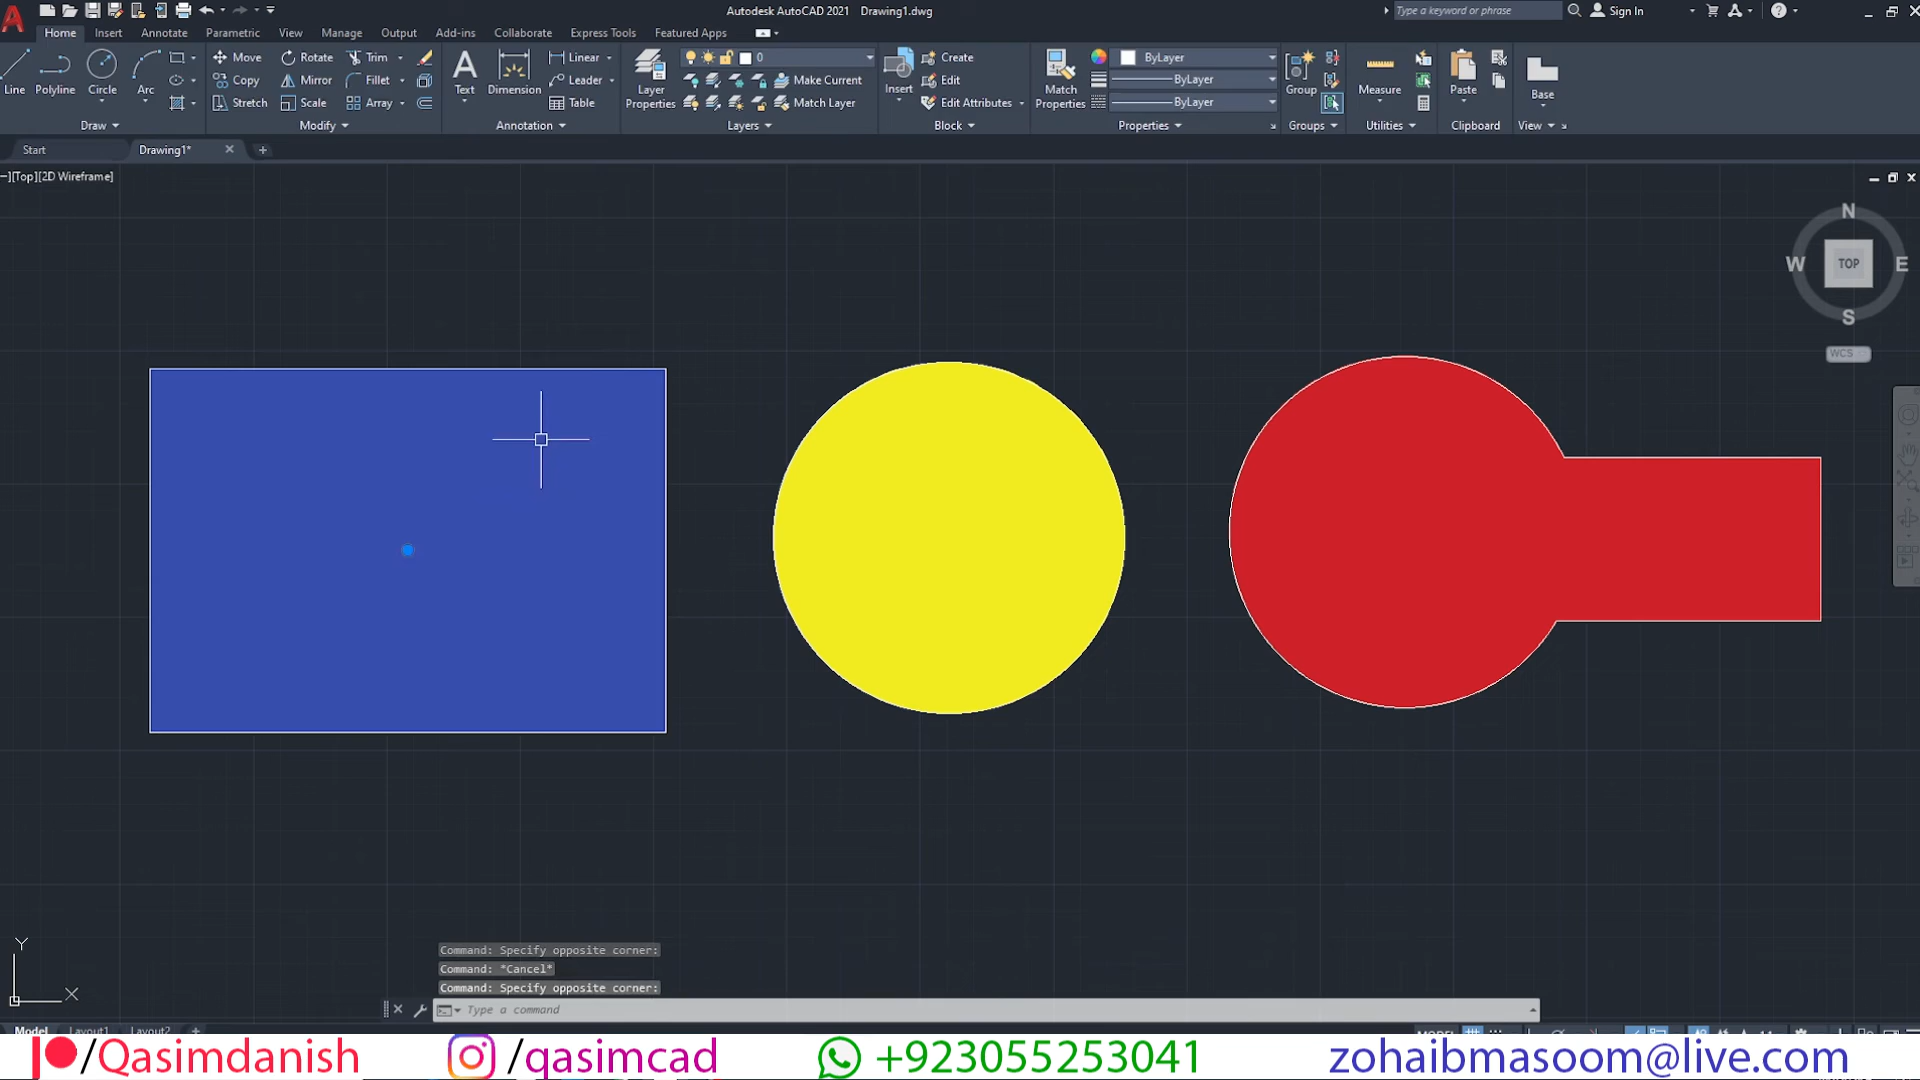 Autodesk AutoCAD 2021 Drawing1.dwg
Type a keyword or phrase
Sign In
Home Insert Annotate Parametric View Manage Output Add-ins Collaborate Express Tools Featured Apps
Line
Polyline
Circle
Arc
Draw
Move
Rotate
Trim
Copy
Mirror
Fillet
Stretch
Scale
Array
Modify
Text
Dimension
Linear
Leader
Table
Annotation
Layer
Properties
0
Make Current
Match Layer
Layers
Insert
Create
Edit
Edit Attributes
Block
Match
Properties
ByLayer
ByLayer
ByLayer
Properties
Group
Groups
Measure
Utilities
Paste
Clipboard
Base
View
Start
Drawing1*
−][Top][2D Wireframe]
N
W
TOP
E
S
WCS
Y
X
Command: Specify opposite corner:
Command: *Cancel*
Command: Specify opposite corner:
Type a command
Model Layout1 Layout2 +
/Qasimdanish
/qasimcad
+923055253041
zohaibmasoom@live.com